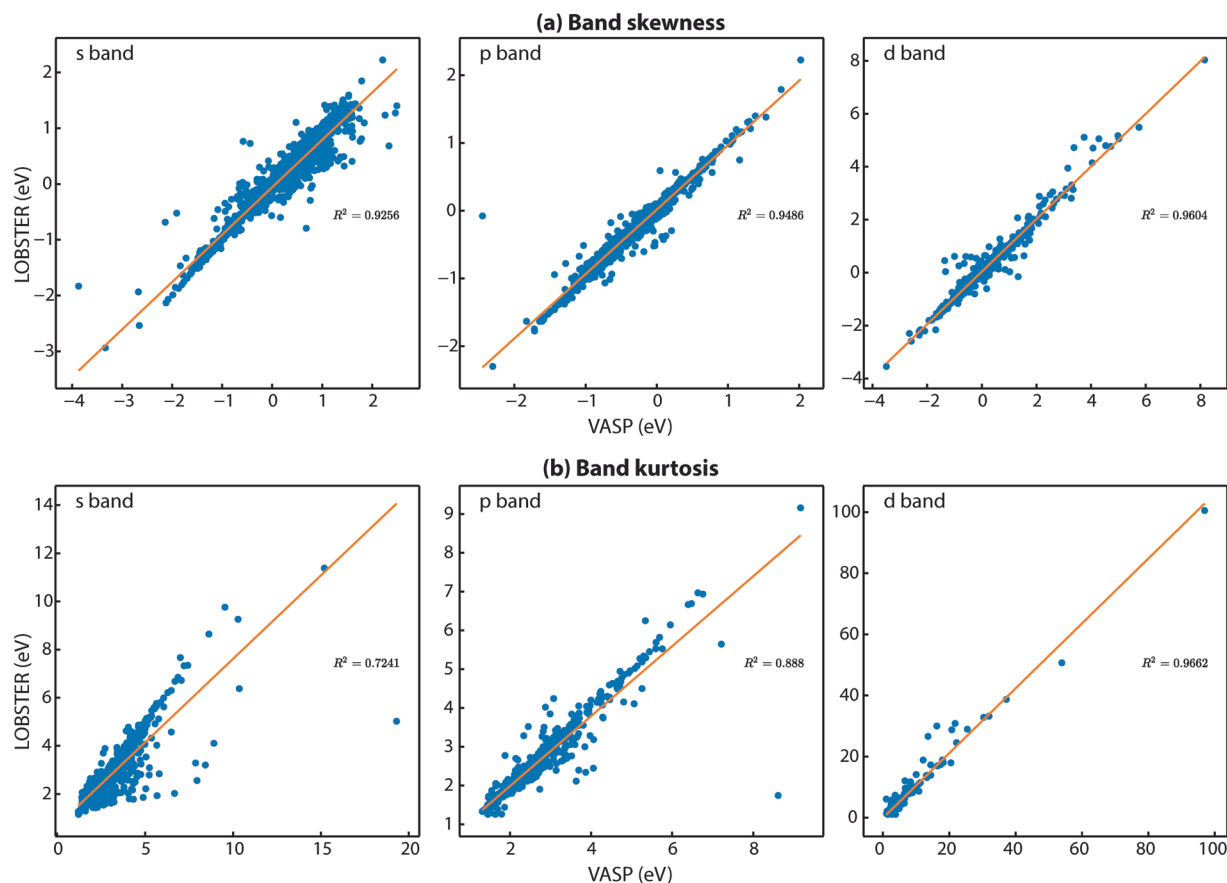 (a) Band skewness
s band
p band
d band
LOBSTER (eV)
2
1
0
−1
−2
−3
R² = 0.9256
−4 −3 −2 −1 0 1 2
2
1
0
−1
−2
R² = 0.9486
−2 −1 0 1 2
8
6
4
2
0
−2
−4
R² = 0.9604
−4 −2 0 2 4 6 8
VASP (eV)
(b) Band kurtosis
s band
p band
d band
LOBSTER (eV)
14
12
10
8
6
4
2
R² = 0.7241
0 5 10 15 20
9
8
7
6
5
4
3
2
1
R² = 0.888
2 4 6 8
100
80
60
40
20
0
R² = 0.9662
0 20 40 60 80 100
VASP (eV)